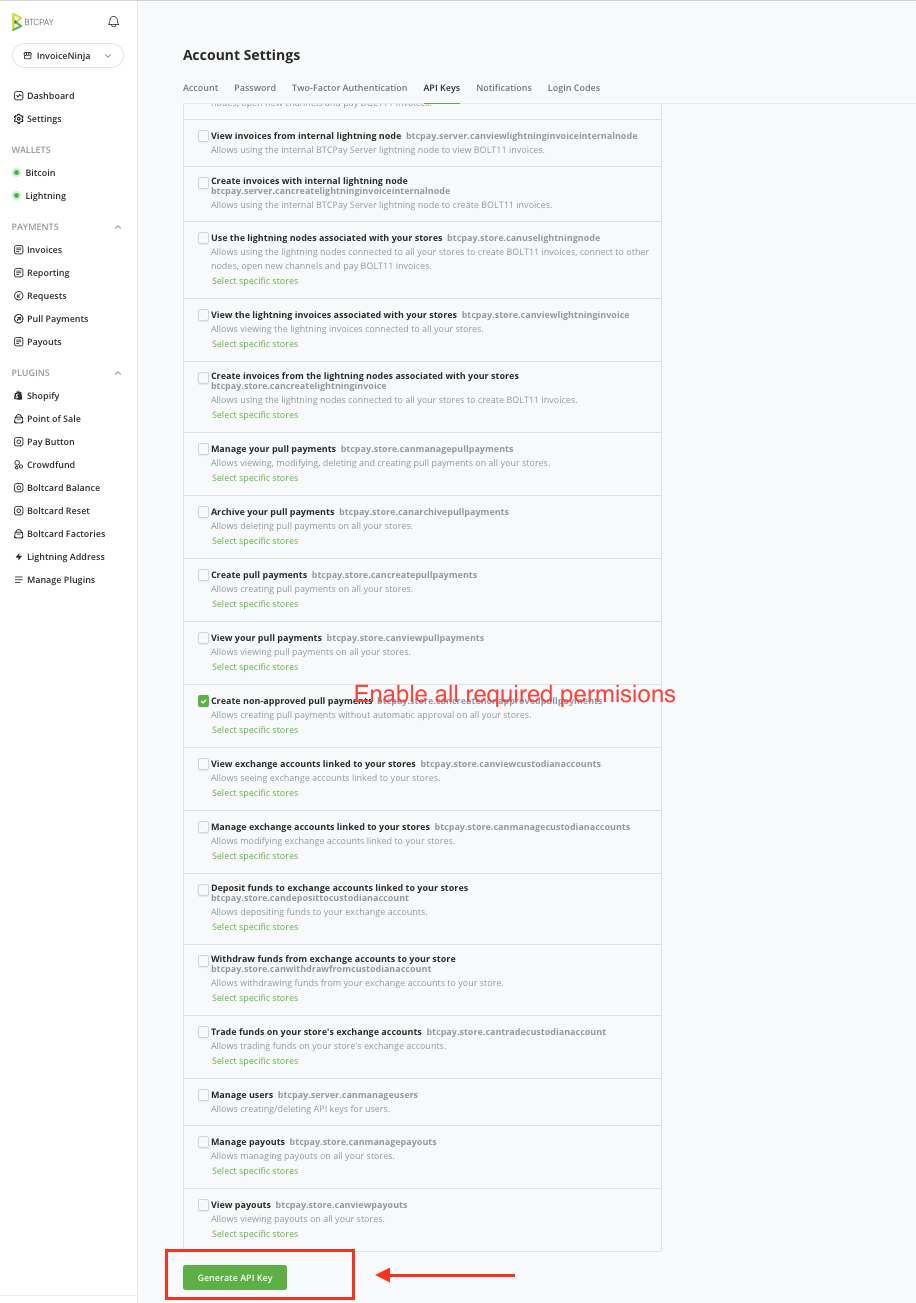 BTCPAY
InvoiceNinja
Dashboard
Settings
WALLETS
Bitcoin
Lightning
PAYMENTS
Invoices
Reporting
Requests
Pull Payments
Payouts
PLUGINS
Shopify
Point of Sale
Pay Button
Crowdfund
Boltcard Balance
Boltcard Reset
Boltcard Factories
Lightning Address
Manage Plugins
Account Settings
Account Password Two-Factor Authentication API Keys Notifications Login Codes
nodes, open new channels and pay BOLT11 invoices.
View invoices from internal lightning node btcpay.server.canviewlightninginvoiceinternalnode
Allows using the internal BTCPay Server lightning node to view BOLT11 invoices.
Create invoices with internal lightning node
btcpay.server.cancreatelightninginvoiceinternalnode
Allows using the internal BTCPay Server lightning node to create BOLT11 invoices.
Use the lightning nodes associated with your stores btcpay.store.canuselightningnode
Allows using the lightning nodes connected to all your stores to create BOLT11 invoices, connect to other
nodes, open new channels and pay BOLT11 invoices.
Select specific stores
View the lightning invoices associated with your stores btcpay.store.canviewlightninginvoice
Allows viewing the lightning invoices connected to all your stores.
Select specific stores
Create invoices from the lightning nodes associated with your stores
btcpay.store.cancreatelightninginvoice
Allows using the lightning nodes connected to all your stores to create BOLT11 invoices.
Select specific stores
Manage your pull payments btcpay.store.canmanagepullpayments
Allows viewing, modifying, deleting and creating pull payments on all your stores.
Select specific stores
Archive your pull payments btcpay.store.canarchivepullpayments
Allows deleting pull payments on all your stores.
Select specific stores
Create pull payments btcpay.store.cancreatepullpayments
Allows creating pull payments on all your stores.
Select specific stores
View your pull payments btcpay.store.canviewpullpayments
Allows viewing pull payments on all your stores.
Select specific stores
Enable all required permisions
Create non-approved pull payments btcpay.store.cancreatenonapprovedpullpayments
Allows creating pull payments without automatic approval on all your stores.
Select specific stores
View exchange accounts linked to your stores btcpay.store.canviewcustodianaccounts
Allows seeing exchange accounts linked to your stores.
Select specific stores
Manage exchange accounts linked to your stores btcpay.store.canmanagecustodianaccounts
Allows modifying exchange accounts linked to your stores.
Select specific stores
Deposit funds to exchange accounts linked to your stores
btcpay.store.candeposittocustodianaccount
Allows depositing funds to your exchange accounts.
Select specific stores
Withdraw funds from exchange accounts to your store
btcpay.store.canwithdrawfromcustodianaccount
Allows withdrawing funds from your exchange accounts to your store.
Select specific stores
Trade funds on your store's exchange accounts btcpay.store.cantradecustodianaccount
Allows trading funds on your store's exchange accounts.
Select specific stores
Manage users btcpay.server.canmanageusers
Allows creating/deleting API keys for users.
Manage payouts btcpay.store.canmanagepayouts
Allows managing payouts on all your stores.
Select specific stores
View payouts btcpay.store.canviewpayouts
Allows viewing payouts on all your stores.
Select specific stores
Generate API Key